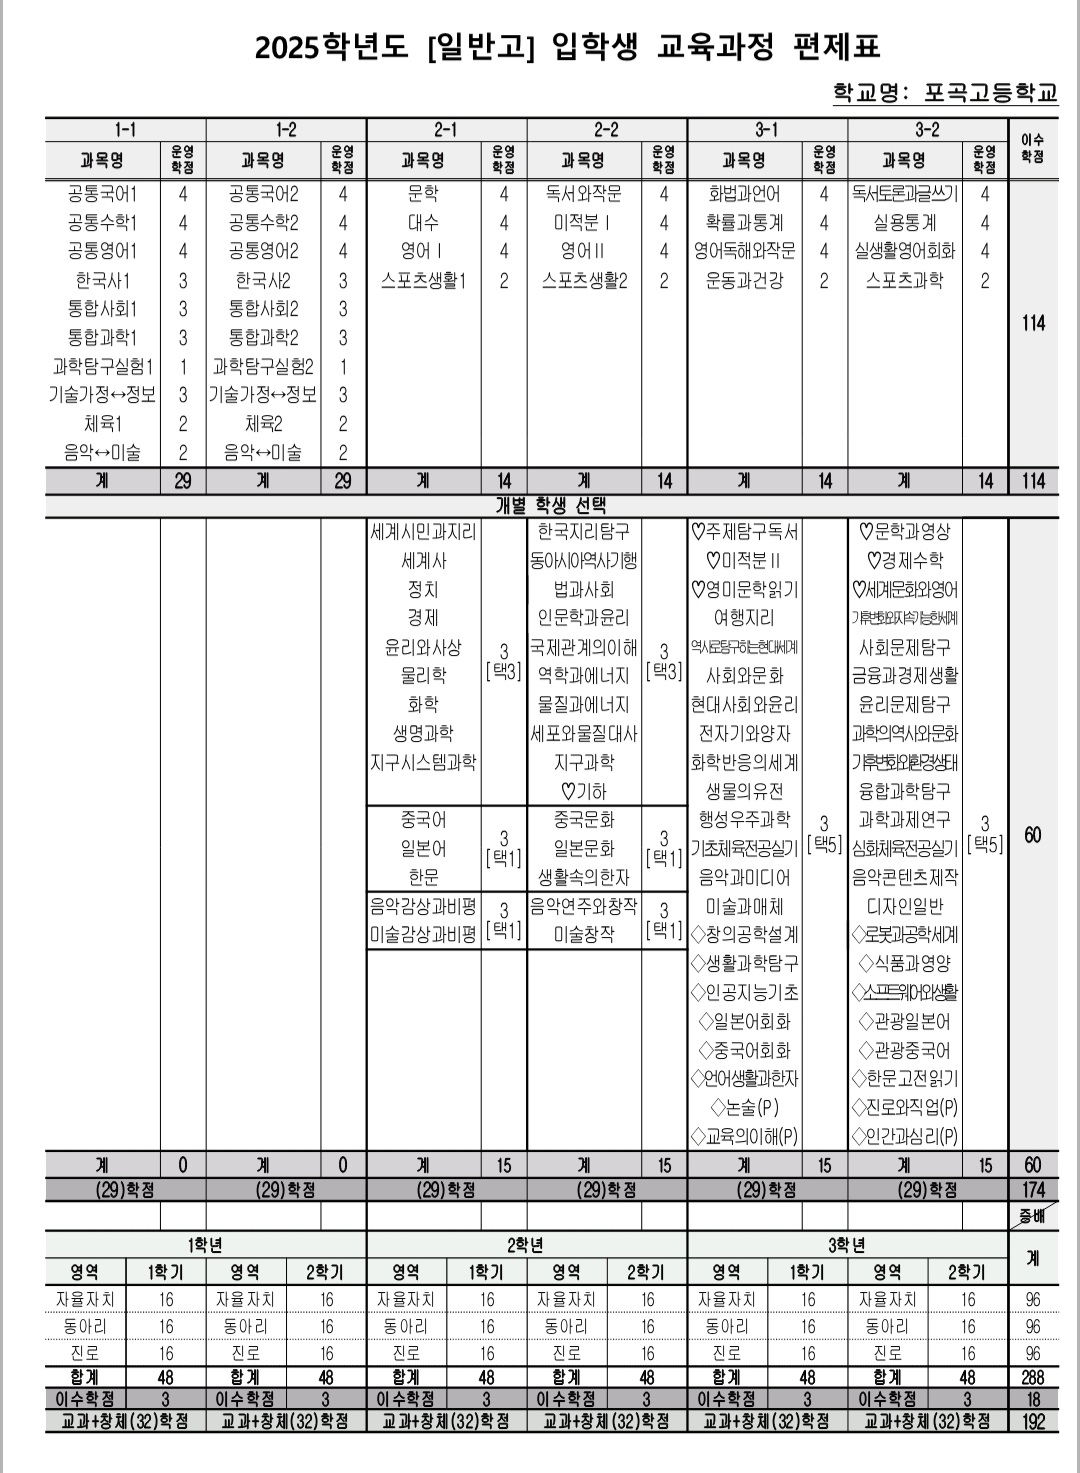 2025학년도 [일반고] 입학생 교육과정 편제표
학교명: 포곡고등학교
1-1 1-2 2-1 2-2 3-1 3-2 이수학점
과목명 운영학점 과목명 운영학점 과목명 운영학점 과목명 운영학점 과목명 운영학점 과목명 운영학점
공통국어1 4 공통국어2 4 문학 4 독서와작문 4 화법과언어 4 독서토론과글쓰기 4
공통수학1 4 공통수학2 4 대수 4 미적분Ⅰ 4 확률과통계 4 실용통계 4
공통영어1 4 공통영어2 4 영어Ⅰ 4 영어Ⅱ 4 영어독해와작문 4 실생활영어회화 4
한국사1 3 한국사2 3 스포츠생활1 2 스포츠생활2 2 운동과건강 2 스포츠과학 2
통합사회1 3 통합사회2 3
통합과학1 3 통합과학2 3 114
과학탐구실험1 1 과학탐구실험2 1
기술가정↔정보 3 기술가정↔정보 3
체육1 2 체육2 2
음악↔미술 2 음악↔미술 2
계 29 계 29 계 14 계 14 계 14 계 14 114
개별 학생 선택
세계시민과지리 한국지리탐구 ♡주제탐구독서 ♡문학과영상
세계사 동아시아역사기행 ♡미적분Ⅱ ♡경제수학
정치 법과사회 ♡영미문학읽기 ♡세계문화와영어
경제 인문학과윤리 여행지리 기후변화와지속가능한세계
윤리와사상 3 국제관계의이해 3 역사로탐구하는현대세계 사회문제탐구
물리학 [택3] 역학과에너지 [택3] 사회와문화 금융과경제생활
화학 물질과에너지 현대사회와윤리 윤리문제탐구
생명과학 세포와물질대사 전자기와양자 과학의역사와문화
지구시스템과학 지구과학 화학반응의세계 기후변화와환경생태
♡기하 생물의유전 융합과학탐구
중국어 3 중국문화 3 행성우주과학 3 과학과제연구 3 60
일본어 [택1] 일본문화 [택1] 기초체육전공실기 [택5] 심화체육전공실기 [택5]
한문 생활속의한자 음악과미디어 음악콘텐츠제작
음악감상과비평 3 음악연주와창작 3 미술과매체 디자인일반
미술감상과비평 [택1] 미술창작 [택1] ◇창의공학설계 ◇로봇과공학세계
◇생활과학탐구 ◇식품과영양
◇인공지능기초 ◇소프트웨어와생활
◇일본어회화 ◇관광일본어
◇중국어회화 ◇관광중국어
◇언어생활과한자 ◇한문고전읽기
◇논술(P) ◇진로와직업(P)
◇교육의이해(P) ◇인간과심리(P)
계 0 계 0 계 15 계 15 계 15 계 15 60
(29)학점 (29)학점 (29)학점 (29)학점 (29)학점 (29)학점 174
증배
1학년 2학년 3학년 계
영역 1학기 영역 2학기 영역 1학기 영역 2학기 영역 1학기 영역 2학기
자율자치 16 자율자치 16 자율자치 16 자율자치 16 자율자치 16 자율자치 16 96
동아리 16 동아리 16 동아리 16 동아리 16 동아리 16 동아리 16 96
진로 16 진로 16 진로 16 진로 16 진로 16 진로 16 96
합계 48 합계 48 합계 48 합계 48 합계 48 합계 48 288
이수학점 3 이수학점 3 이수학점 3 이수학점 3 이수학점 3 이수학점 3 18
교과+창체(32)학점 교과+창체(32)학점 교과+창체(32)학점 교과+창체(32)학점 교과+창체(32)학점 교과+창체(32)학점 192